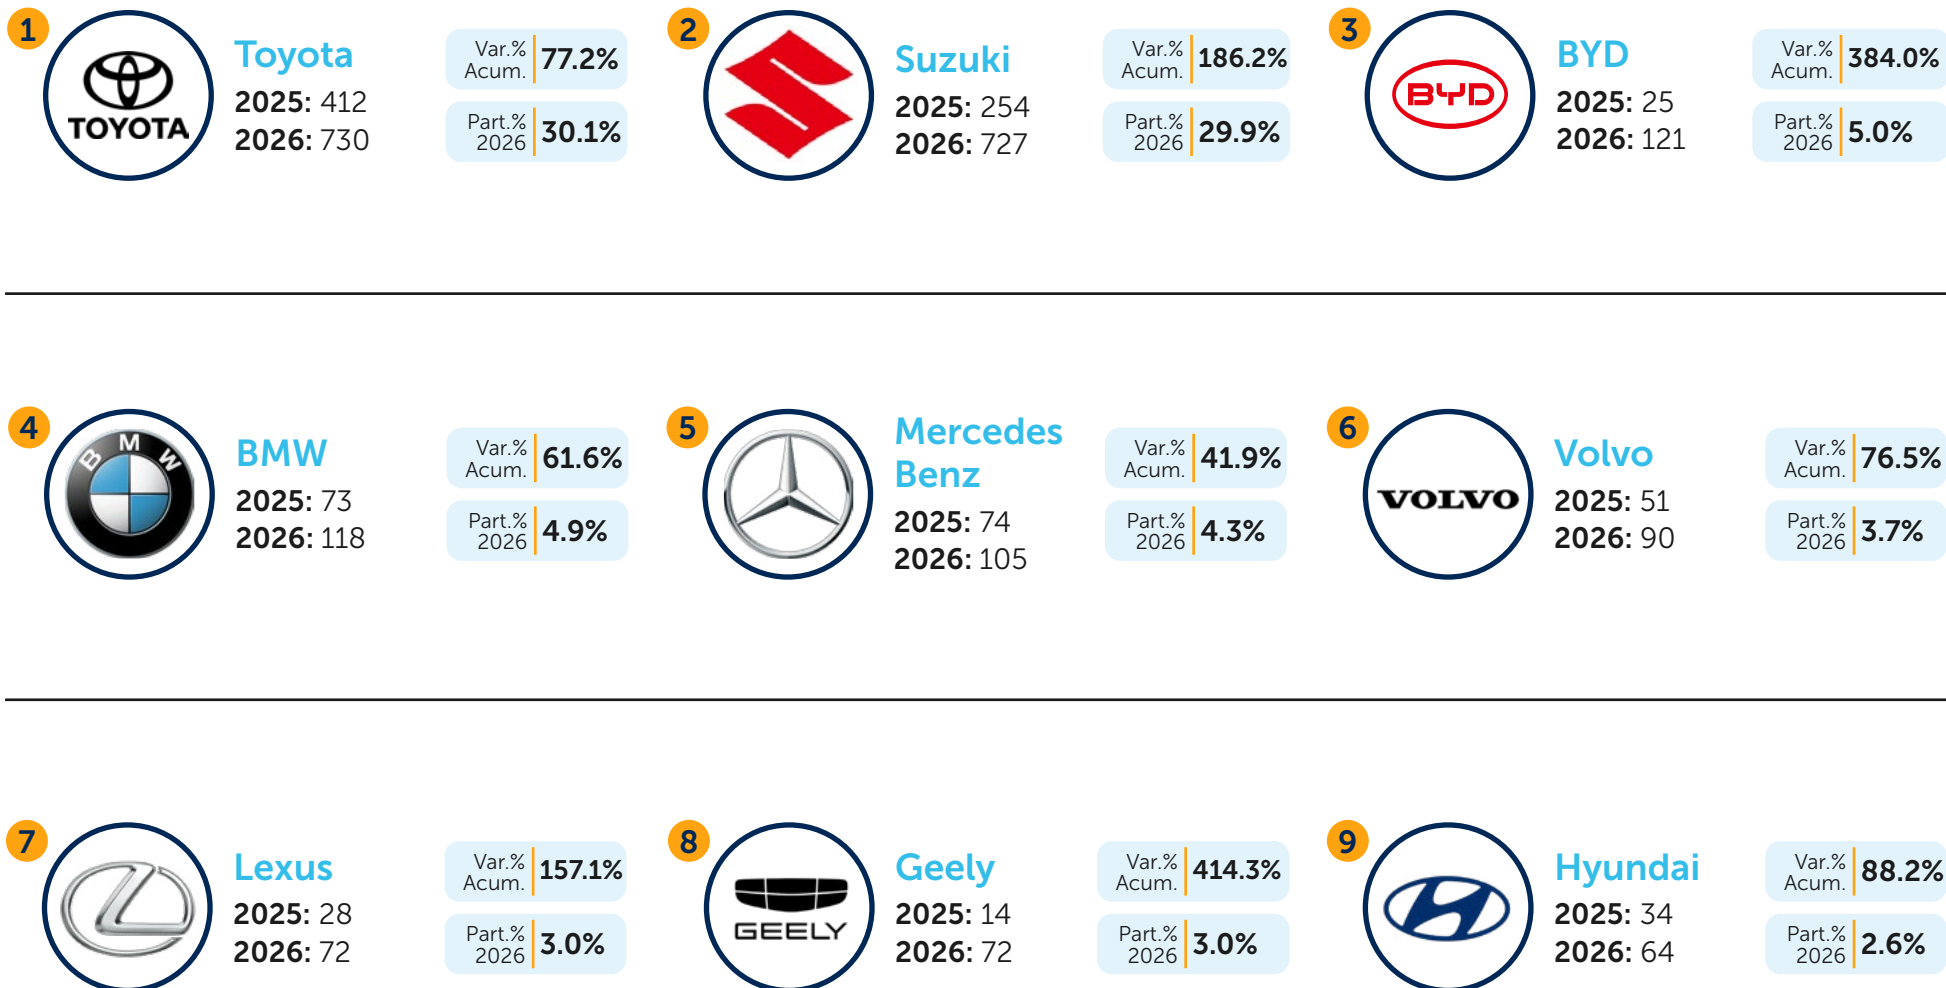 1
TOYOTA
Toyota
2025: 412
2026: 730
Var.%
Acum.
77.2%
Part.%
2026
30.1%
2
Suzuki
2025: 254
2026: 727
Var.%
Acum.
186.2%
Part.%
2026
29.9%
3
BYD
BYD
2025: 25
2026: 121
Var.%
Acum.
384.0%
Part.%
2026
5.0%
4
BMW
BMW
2025: 73
2026: 118
Var.%
Acum.
61.6%
Part.%
2026
4.9%
5
Mercedes
Benz
2025: 74
2026: 105
Var.%
Acum.
41.9%
Part.%
2026
4.3%
6
VOLVO
Volvo
2025: 51
2026: 90
Var.%
Acum.
76.5%
Part.%
2026
3.7%
7
Lexus
2025: 28
2026: 72
Var.%
Acum.
157.1%
Part.%
2026
3.0%
8
GEELY
Geely
2025: 14
2026: 72
Var.%
Acum.
414.3%
Part.%
2026
3.0%
9
Hyundai
2025: 34
2026: 64
Var.%
Acum.
88.2%
Part.%
2026
2.6%